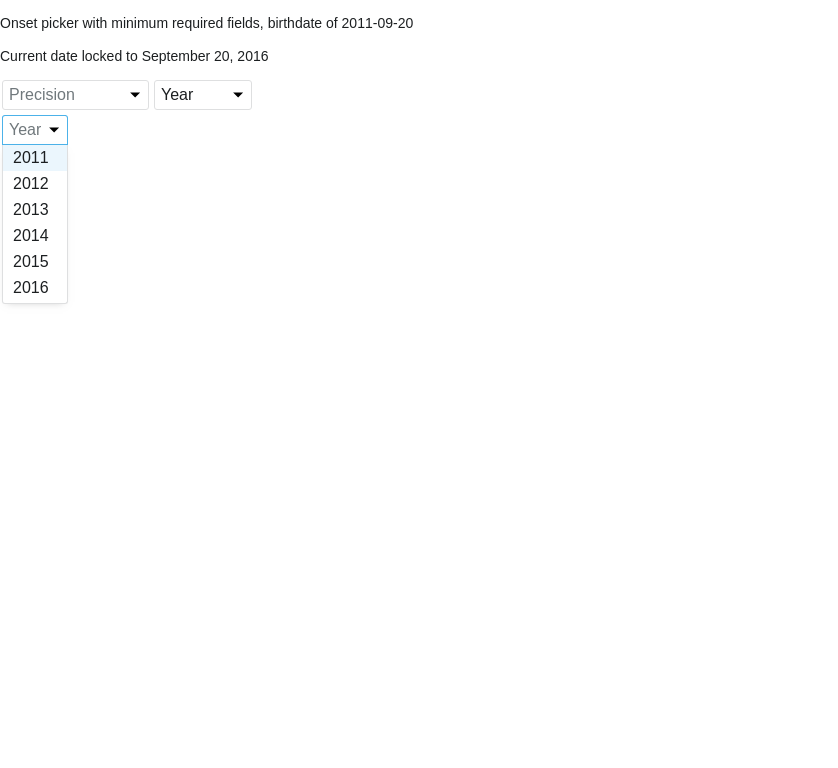 Onset picker with minimum required fields, birthdate of 2011-09-20
Current date locked to September 20, 2016
Precision Year
Year
2011
2012
2013
2014
2015
2016